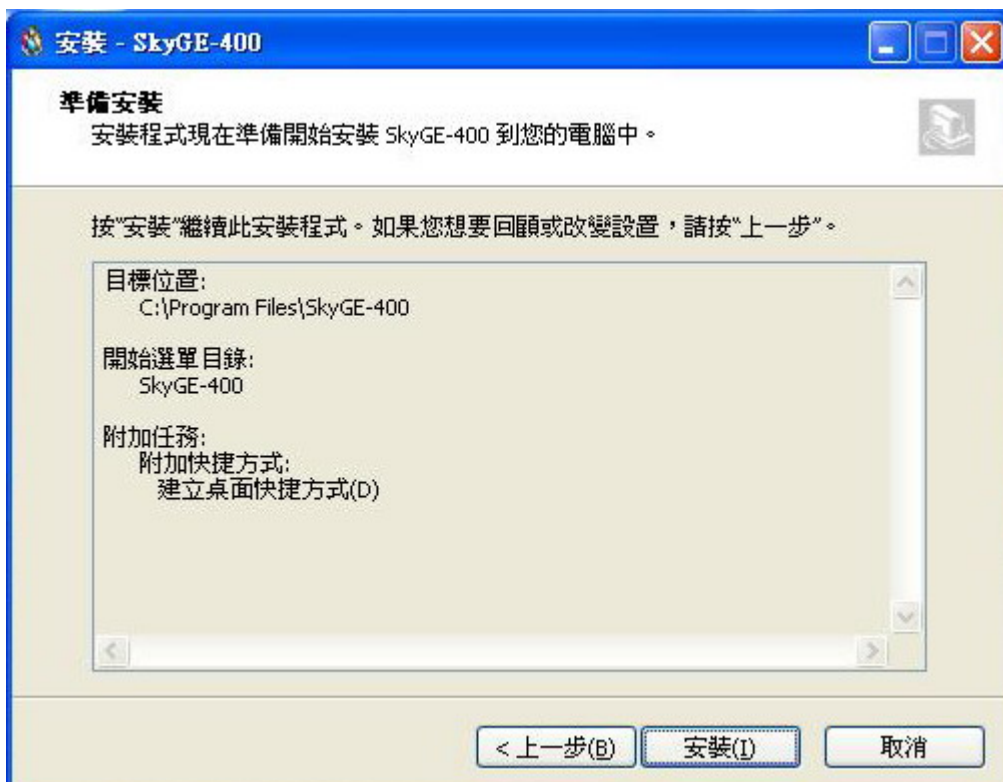 安裝 - SkyGE-400
準備安裝
安裝程式現在準備開始安裝 SkyGE-400 到您的電腦中。
按"安裝"繼續此安裝程式。如果您想要回顧或改變設置，請按"上一步"。
目標位置:
C:\Program Files\SkyGE-400
開始選單目錄:
SkyGE-400
附加任務:
附加快捷方式:
建立桌面快捷方式(D)
< 上一步(B) 安裝(I) 取消